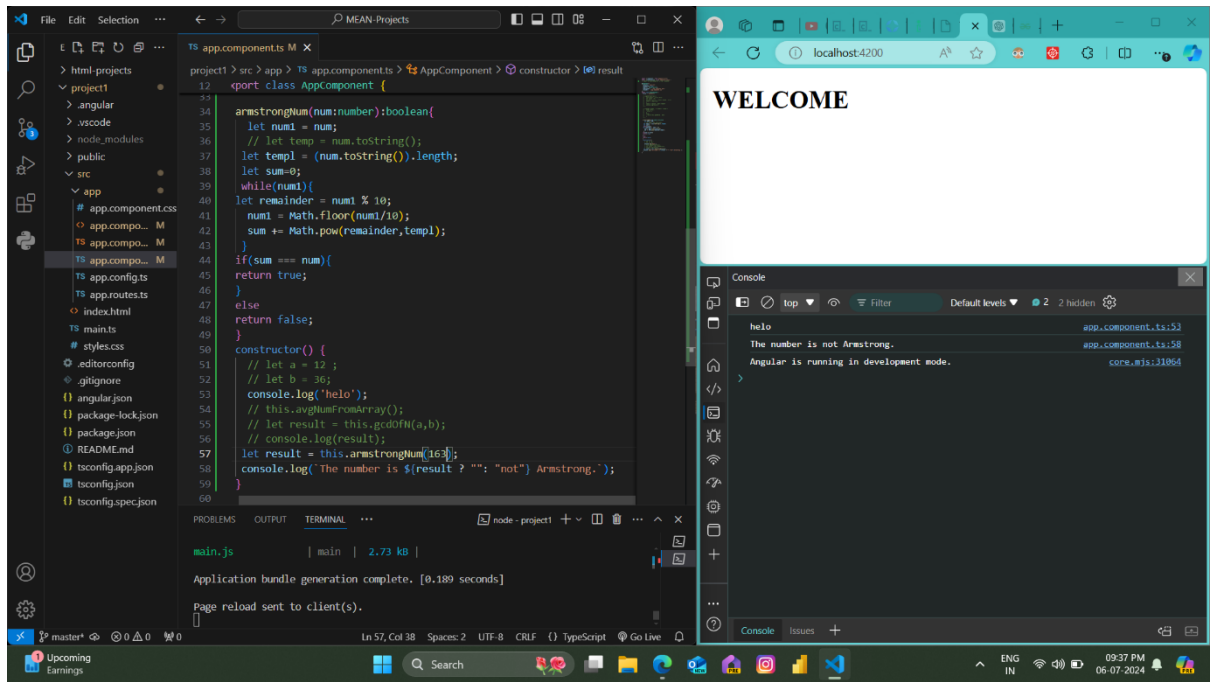 File Edit Selection ··· MEAN-Projects
E
> html-projects
project1
> .angular
> .vscode
> node_modules
> public
src
app
# app.component.css
<> app.compo... M
TS app.compo... M
TS app.compo... M
TS app.config.ts
TS app.routes.ts
<> index.html
TS main.ts
# styles.css
.editorconfig
.gitignore
{} angular.json
{} package-lock.json
{} package.json
README.md
{} tsconfig.app.json
tsconfig.json
{} tsconfig.spec.json
3
TS app.component.ts M ×
project1 > src > app > TS app.component.ts > AppComponent > constructor > result
12 xport class AppComponent {
33
34 armstrongNum(num:number):boolean{
35 let num1 = num;
36 // let temp = num.toString();
37 let templ = (num.toString()).length;
38 let sum=0;
39 while(num1){
40 let remainder = num1 % 10;
41 num1 = Math.floor(num1/10);
42 sum += Math.pow(remainder,templ);
43 }
44 if(sum === num){
45 return true;
46 }
47 else
48 return false;
49 }
50 constructor() {
51 // let a = 12 ;
52 // let b = 36;
53 console.log('helo');
54 // this.avgNumFromArray();
55 // let result = this.gcdOfN(a,b);
56 // console.log(result);
57 let result = this.armstrongNum(163);
58 console.log(`The number is ${result ? "": "not"} Armstrong.`);
59 }
60
PROBLEMS OUTPUT TERMINAL ··· node - project1
main.js | main | 2.73 kB |
Application bundle generation complete. [0.189 seconds]
Page reload sent to client(s).
master* 0 0 0 Ln 57, Col 38 Spaces: 2 UTF-8 CRLF {} TypeScript Go Live
localhost:4200
WELCOME
Console
top ▼ Filter Default levels ▼ 2 2 hidden
helo app.component.ts:53
The number is not Armstrong. app.component.ts:58
Angular is running in development mode. core.mjs:31064
>
Console Issues
1 Upcoming
Earnings
Search
ENG
IN
09:37 PM
06-07-2024